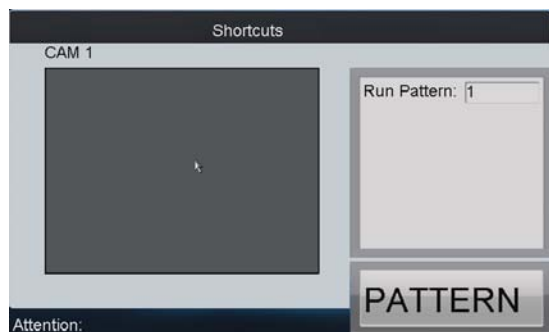 Shortcuts
CAM 1
Run Pattern: 1
PATTERN
Attention: